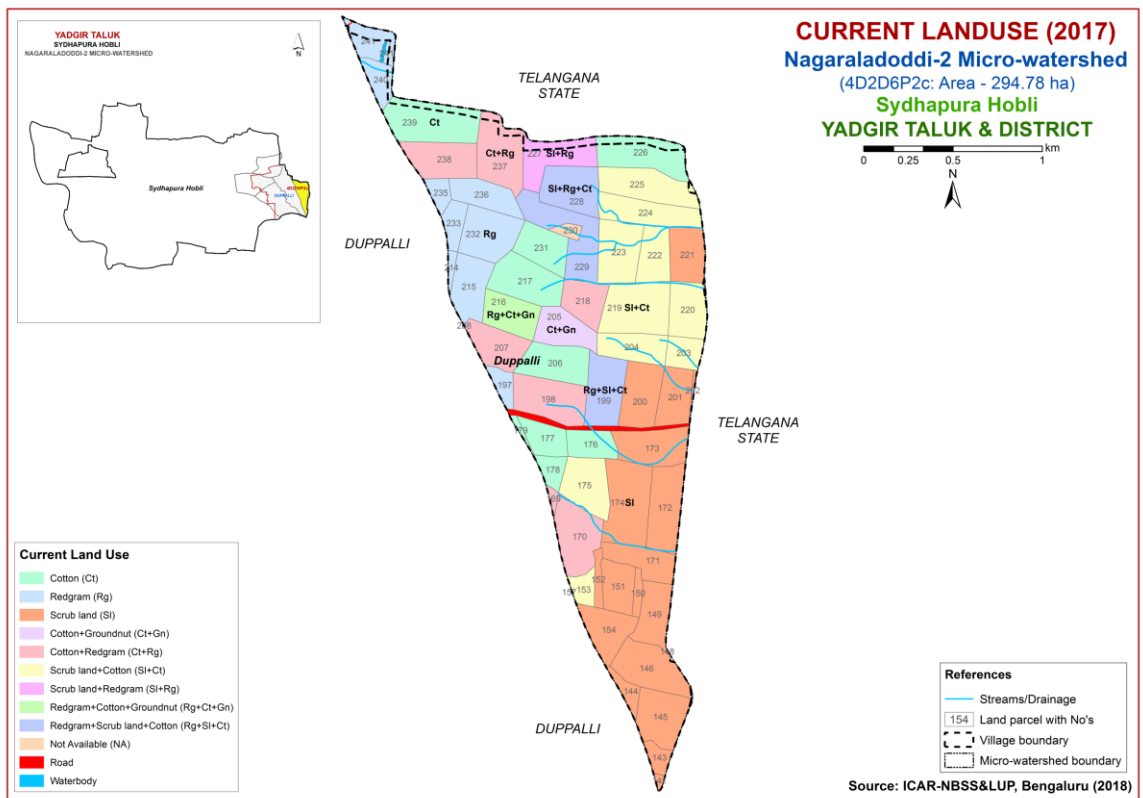 YADGIR TALUK
SYDHAPURA HOBLI
NAGARALADODDI-2 MICRO-WATERSHED
N
Sydhapura Hobli
DUPPALLI
CURRENT LANDUSE (2017)
Nagaraladoddi-2 Micro-watershed
(4D2D6P2c: Area - 294.78 ha)
Sydhapura Hobli
YADGIR TALUK & DISTRICT
0 0.25 0.5 1 km
N
TELANGANA
STATE
DUPPALLI
TELANGANA
STATE
DUPPALLI
241
240
239 Ct
238
Ct+Rg
237
227 Sl+Rg
226
225
224
Sl+Rg+Ct
228
235
236
233
232 Rg
230
231
223
222
221
229
214
215
217
218
219 Sl+Ct
220
216
Rg+Ct+Gn
205
Ct+Gn
208
207
Duppalli
206
204
203
197
198
Rg+Sl+Ct
199
200
201
202
179
177
176
173
178
175
174 Sl
172
169
170
171
152
151
150
153
149
154
148
146
144
145
143
Current Land Use
Cotton (Ct)
Redgram (Rg)
Scrub land (Sl)
Cotton+Groundnut (Ct+Gn)
Cotton+Redgram (Ct+Rg)
Scrub land+Cotton (Sl+Ct)
Scrub land+Redgram (Sl+Rg)
Redgram+Cotton+Groundnut (Rg+Ct+Gn)
Redgram+Scrub land+Cotton (Rg+Sl+Ct)
Not Available (NA)
Road
Waterbody
References
Streams/Drainage
154 Land parcel with No's
Village boundary
Micro-watershed boundary
Source: ICAR-NBSS&LUP, Bengaluru (2018)